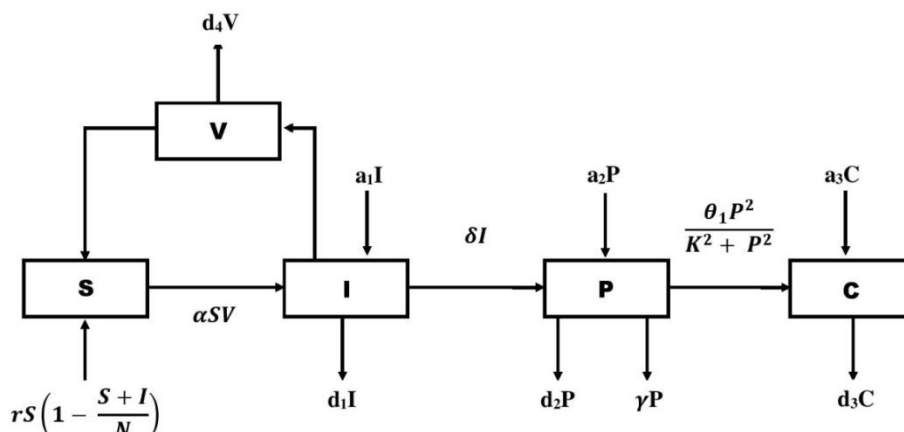 d₄V
V
a₁I
a₂P
a₃C
δI
θ₁P²
K² + P²
S
αSV
I
P
C
rS(1 − S + I / N)
d₁I
d₂P
γP
d₃C